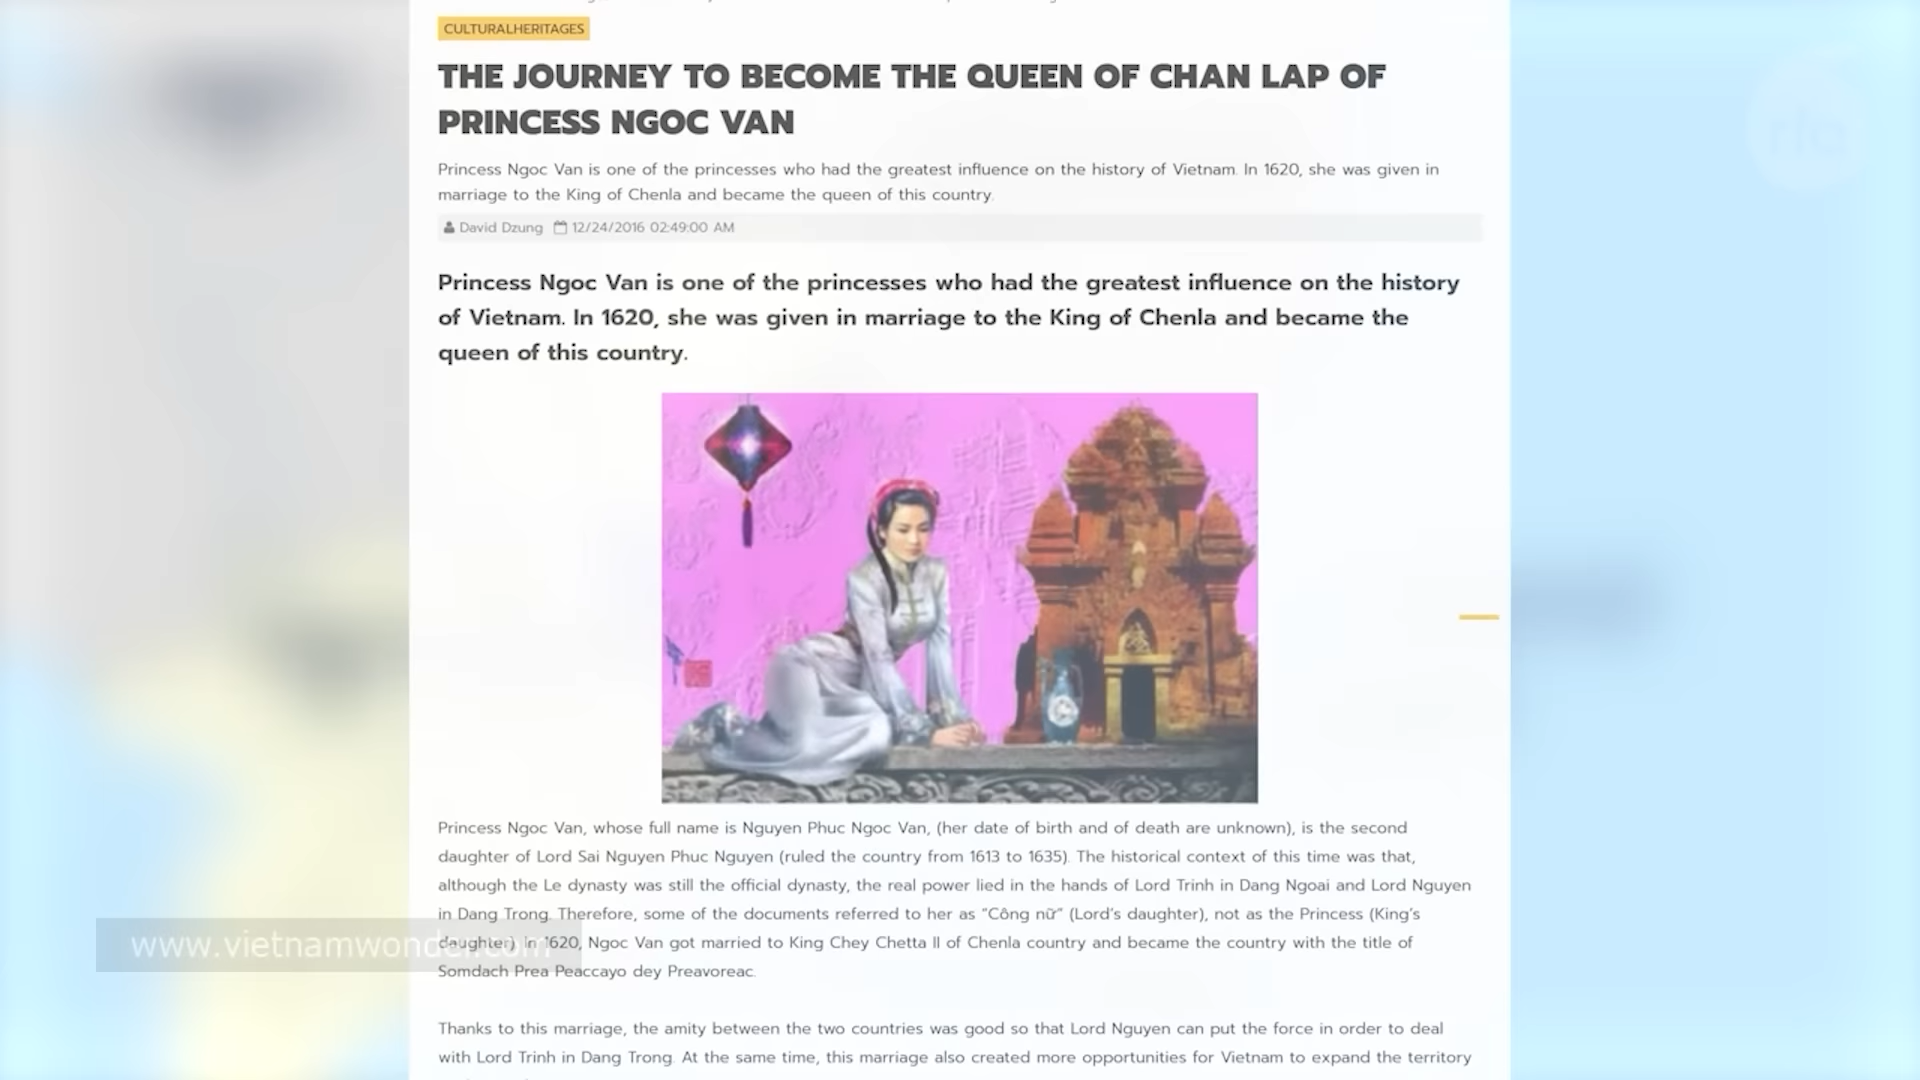 CULTURALHERITAGES
THE JOURNEY TO BECOME THE QUEEN OF CHAN LAP OF
PRINCESS NGOC VAN
Princess Ngoc Van is one of the princesses who had the greatest influence on the history of Vietnam. In 1620, she was given in
marriage to the King of Chenla and became the queen of this country.
David Dzung 12/24/2016 02:49:00 AM
Princess Ngoc Van is one of the princesses who had the greatest influence on the history
of Vietnam. In 1620, she was given in marriage to the King of Chenla and became the
queen of this country.
Princess Ngoc Van, whose full name is Nguyen Phuc Ngoc Van, (her date of birth and of death are unknown), is the second
daughter of Lord Sai Nguyen Phuc Nguyen (ruled the country from 1613 to 1635). The historical context of this time was that,
although the Le dynasty was still the official dynasty, the real power lied in the hands of Lord Trinh in Dang Ngoai and Lord Nguyen
in Dang Trong. Therefore, some of the documents referred to her as “Công nữ” (Lord’s daughter), not as the Princess (King’s
daughter). In 1620, Ngoc Van got married to King Chey Chetta II of Chenla country and became the country with the title of
Somdach Prea Peaccayo dey Preavoreac.
Thanks to this marriage, the amity between the two countries was good so that Lord Nguyen can put the force in order to deal
with Lord Trinh in Dang Trong. At the same time, this marriage also created more opportunities for Vietnam to expand the territory
www.vietnamwonder.com
rfa